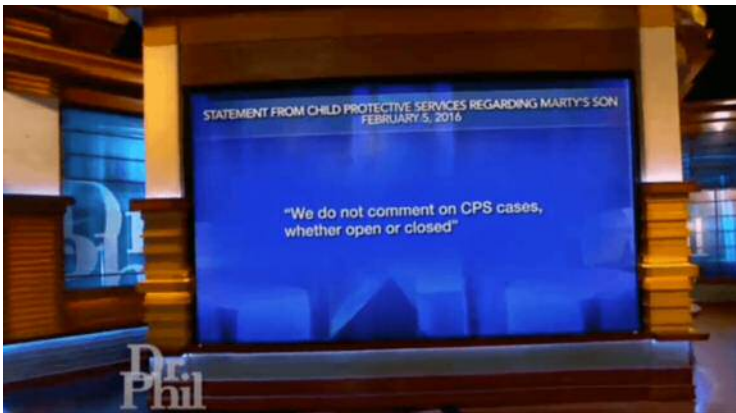 STATEMENT FROM CHILD PROTECTIVE SERVICES REGARDING MARTY'S SON
FEBRUARY 5, 2016
"We do not comment on CPS cases,
whether open or closed"
Dr.
Phil